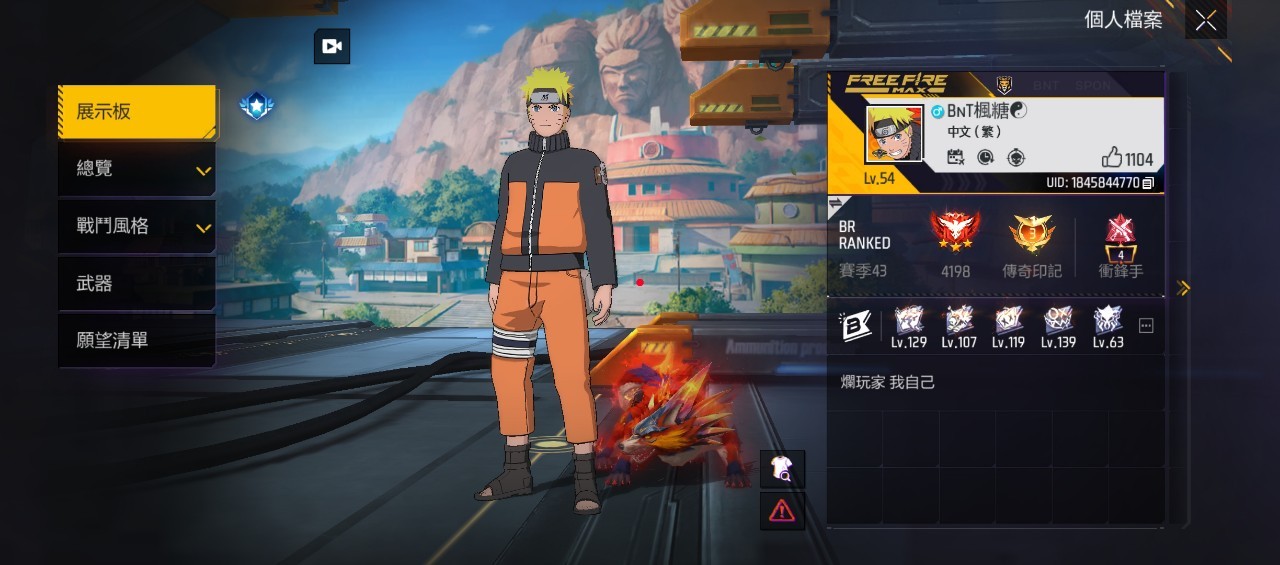 個人檔案
展示板
總覽
戰鬥風格
武器
願望清單
FREE FIRE
MAX
BNT SPON
BNT楓糖☯
中文(繁)
1104
Lv.54
UID: 1845844770
BR
RANKED
賽季43
4198
3
傳奇印記
4
衝鋒手
Lv.129 Lv.107 Lv.119 Lv.139 Lv.63
爛玩家 我自己